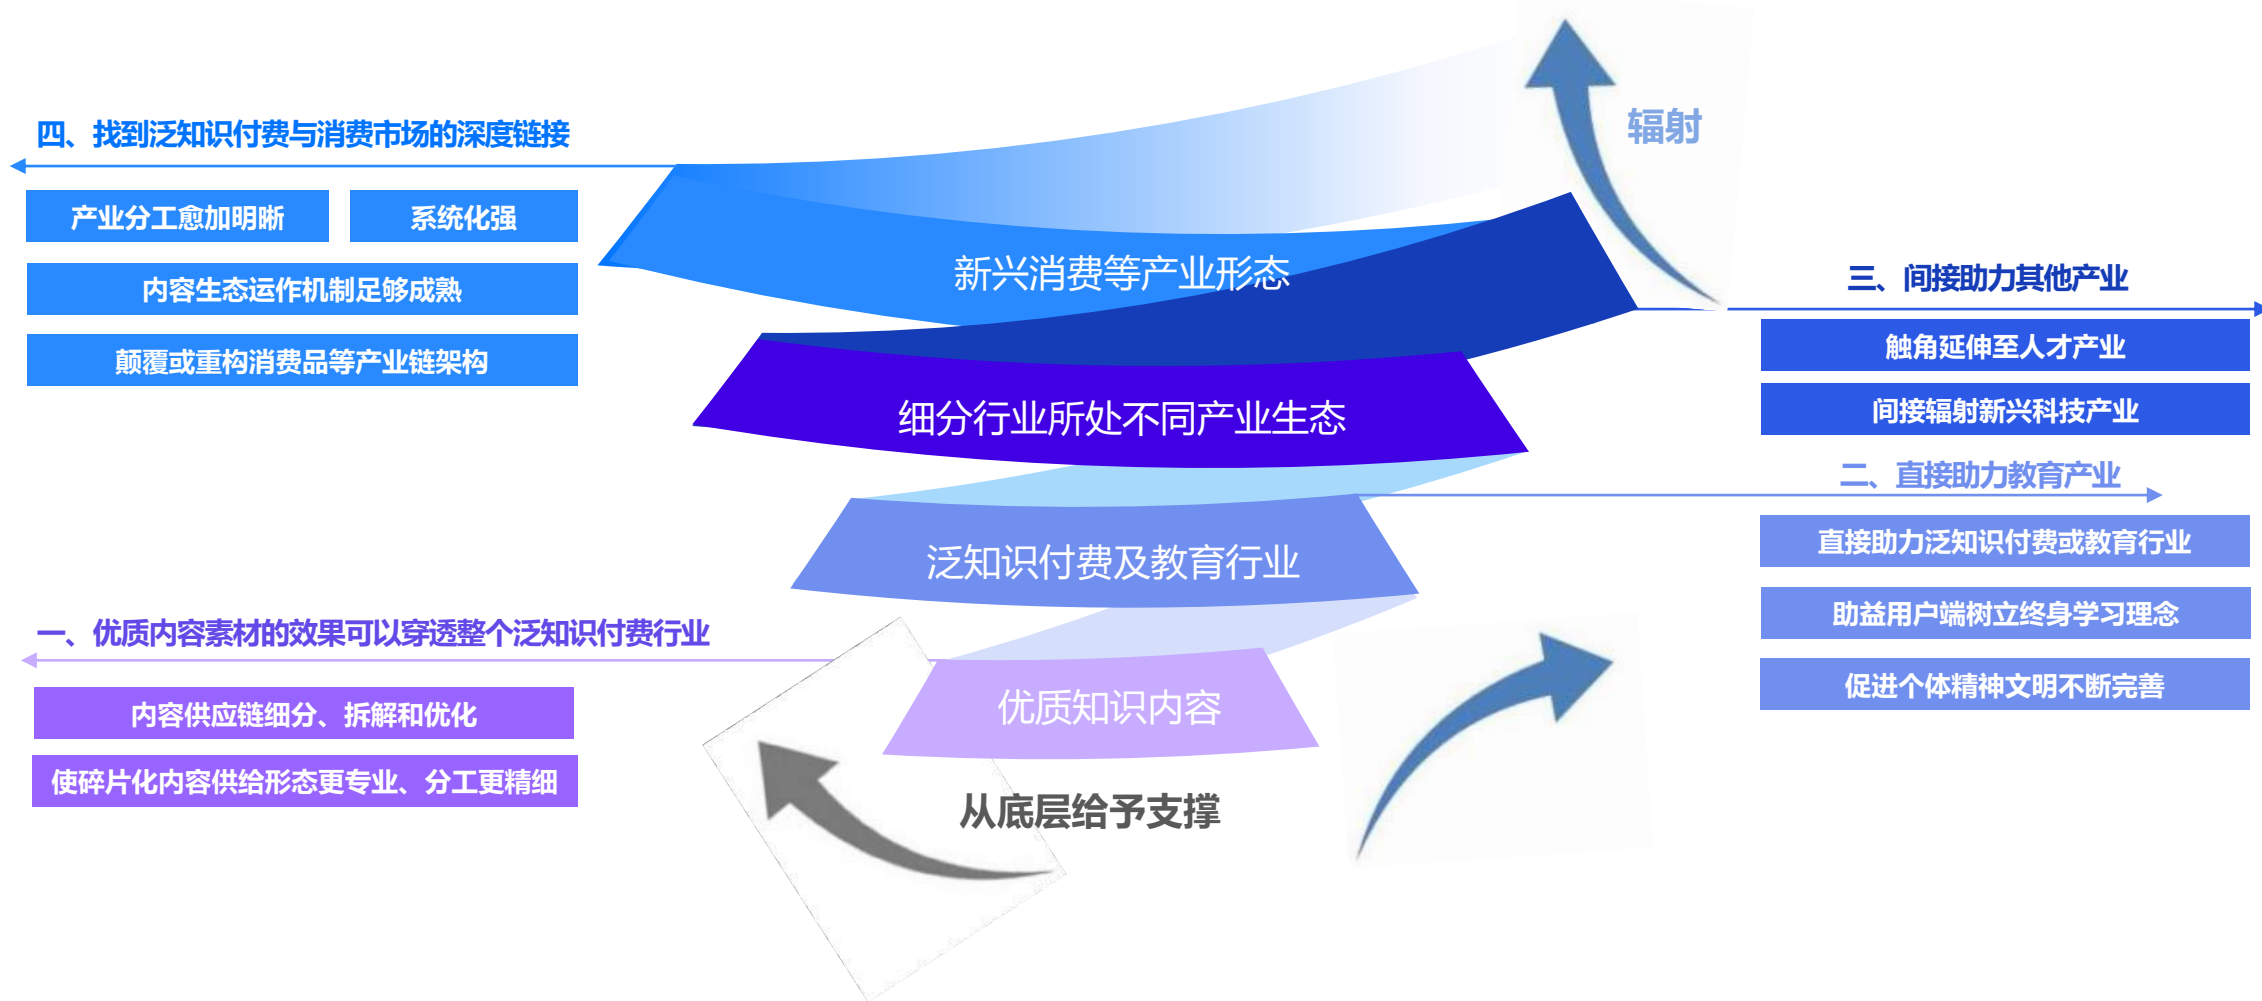 辐射
四、找到泛知识付费与消费市场的深度链接
产业分工愈加明晰
系统化强
内容生态运作机制足够成熟
颠覆或重构消费品等产业链架构
新兴消费等产业形态
三、间接助力其他产业
触角延伸至人才产业
间接辐射新兴科技产业
细分行业所处不同产业生态
二、直接助力教育产业
直接助力泛知识付费或教育行业
助益用户端树立终身学习理念
促进个体精神文明不断完善
泛知识付费及教育行业
一、优质内容素材的效果可以穿透整个泛知识付费行业
内容供应链细分、拆解和优化
使碎片化内容供给形态更专业、分工更精细
优质知识内容
从底层给予支撑